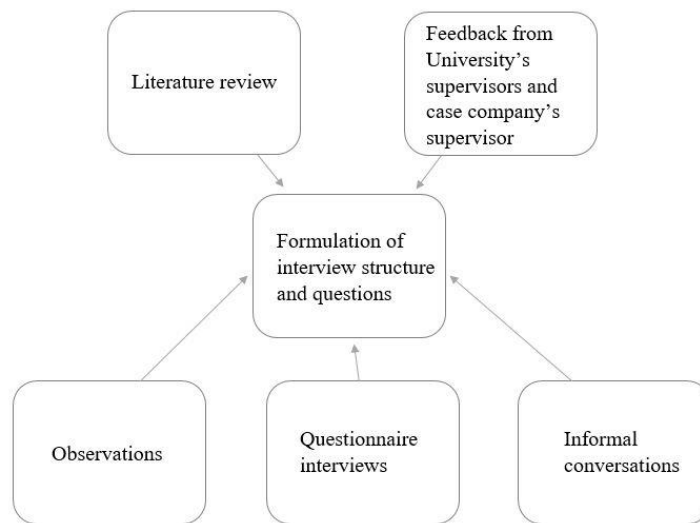 Literature review
Feedback from
University’s
supervisors and
case company’s
supervisor
Formulation of
interview structure
and questions
Observations
Questionnaire
interviews
Informal
conversations